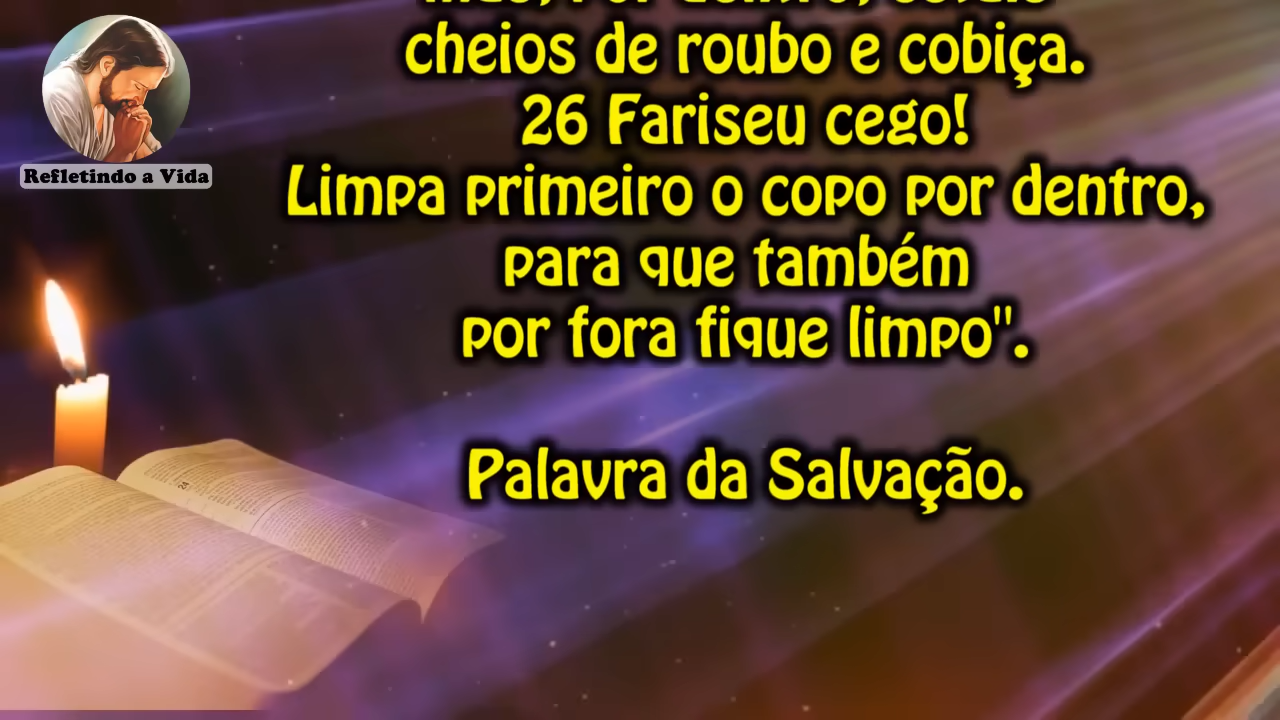 Refletindo a Vida
cheios de roubo e cobiça.
26 Fariseu cego!
Limpa primeiro o copo por dentro,
para que também
por fora fique limpo".
Palavra da Salvação.